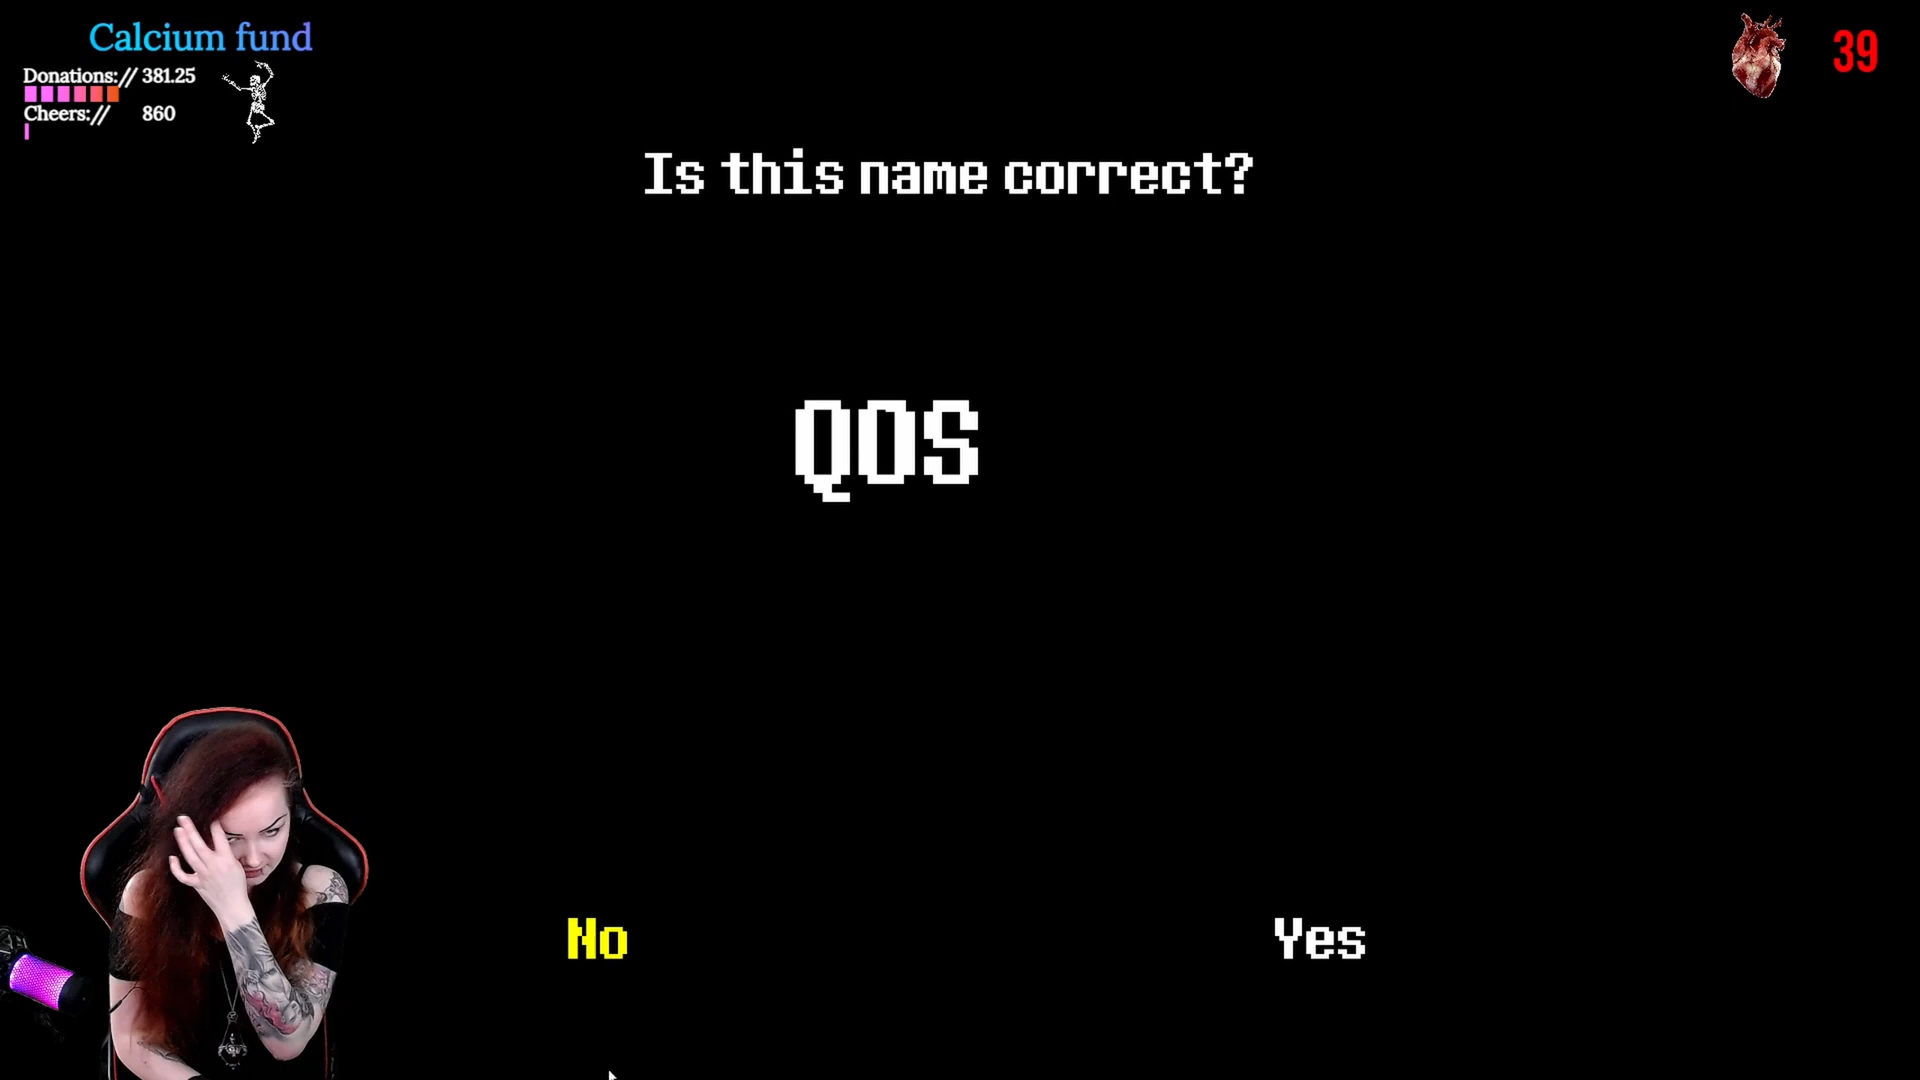 Calcium fund
Donations:// 381.25
Cheers:// 860
39
Is this name correct?
QOS
No
Yes